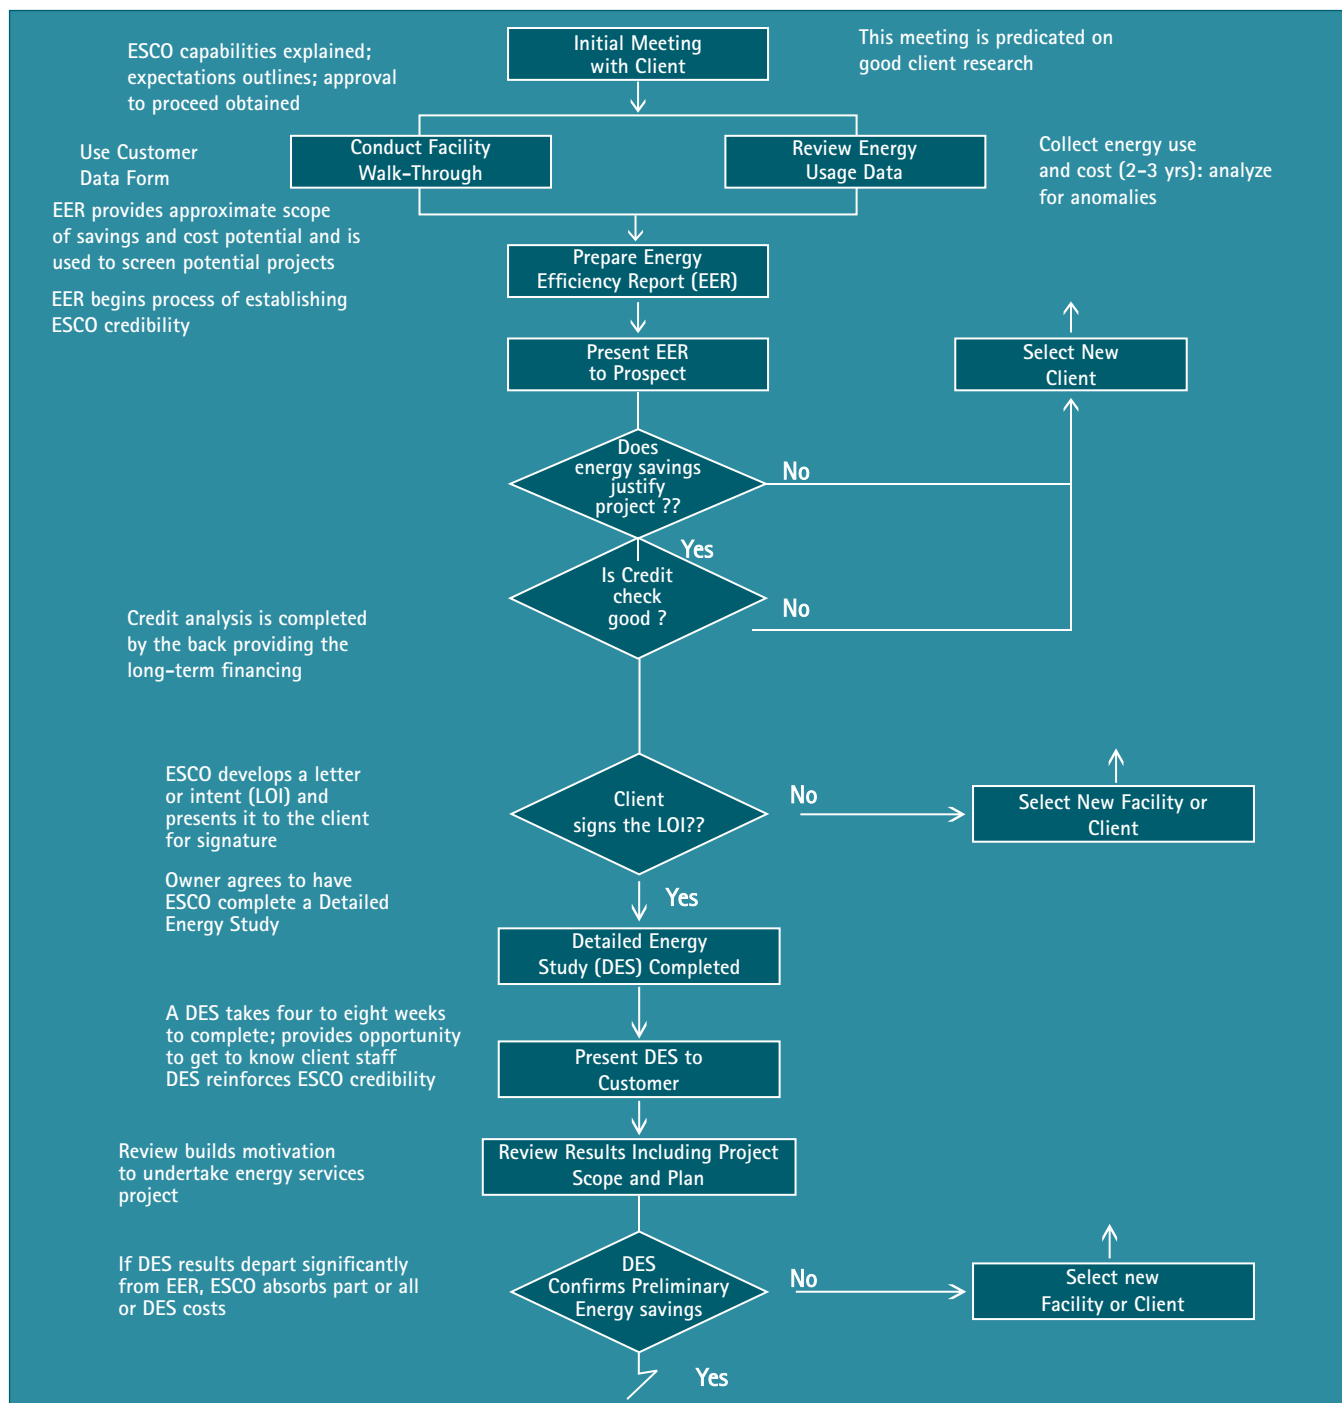 ESCO capabilities explained;
expectations outlines; approval
to proceed obtained
Initial Meeting
with Client
This meeting is predicated on
good client research
Use Customer
Data Form
Conduct Facility
Walk-Through
Review Energy
Usage Data
Collect energy use
and cost (2-3 yrs): analyze
for anomalies
EER provides approximate scope
of savings and cost potential and is
used to screen potential projects
EER begins process of establishing
ESCO credibility
Prepare Energy
Efficiency Report (EER)
Present EER
to Prospect
Select New
Client
Does
energy savings
justify
project ??
No
Yes
Is Credit
check
good ?
No
Credit analysis is completed
by the back providing the
long-term financing
ESCO develops a letter
or intent (LOI) and
presents it to the client
for signature
Client
signs the LOI??
No
Select New Facility or
Client
Owner agrees to have
ESCO complete a Detailed
Energy Study
Yes
Detailed Energy
Study (DES) Completed
A DES takes four to eight weeks
to complete; provides opportunity
to get to know client staff
DES reinforces ESCO credibility
Present DES to
Customer
Review builds motivation
to undertake energy services
project
Review Results Including Project
Scope and Plan
If DES results depart significantly
from EER, ESCO absorbs part or all
or DES costs
DES
Confirms Preliminary
Energy savings
No
Select new
Facility or Client
Yes